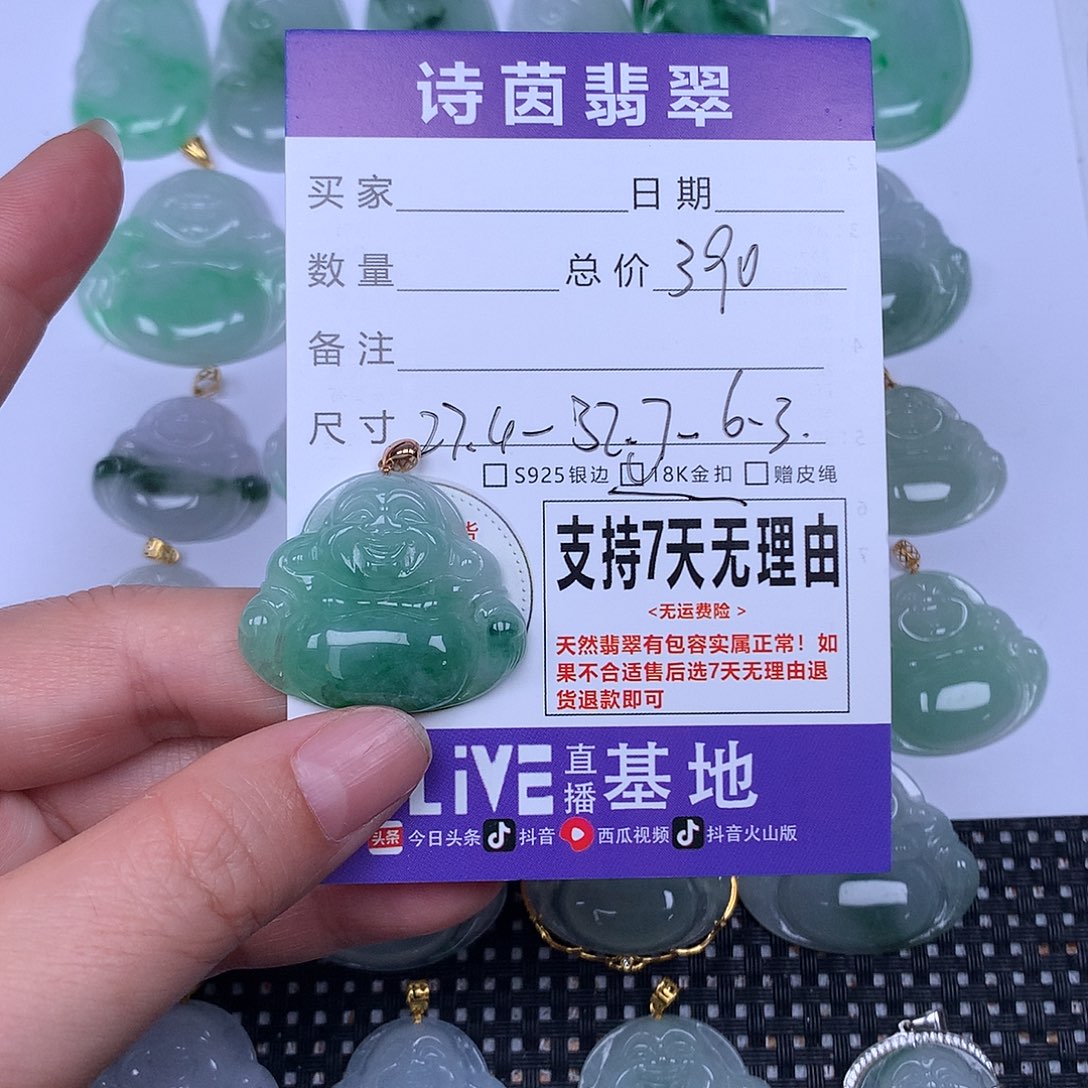 诗茵翡翠
买家 日期
数量 总价 390
备注
尺寸 27.4-32.7-6.3.
S925银边 18K金扣 赠皮绳
货
支持7天无理由
<无运费险>
天然翡翠有包容实属正常！如
果不合适售后选7天无理由退
货退款即可
LiVE直播基地
头条 今日头条 抖音 西瓜视频 抖音火山版